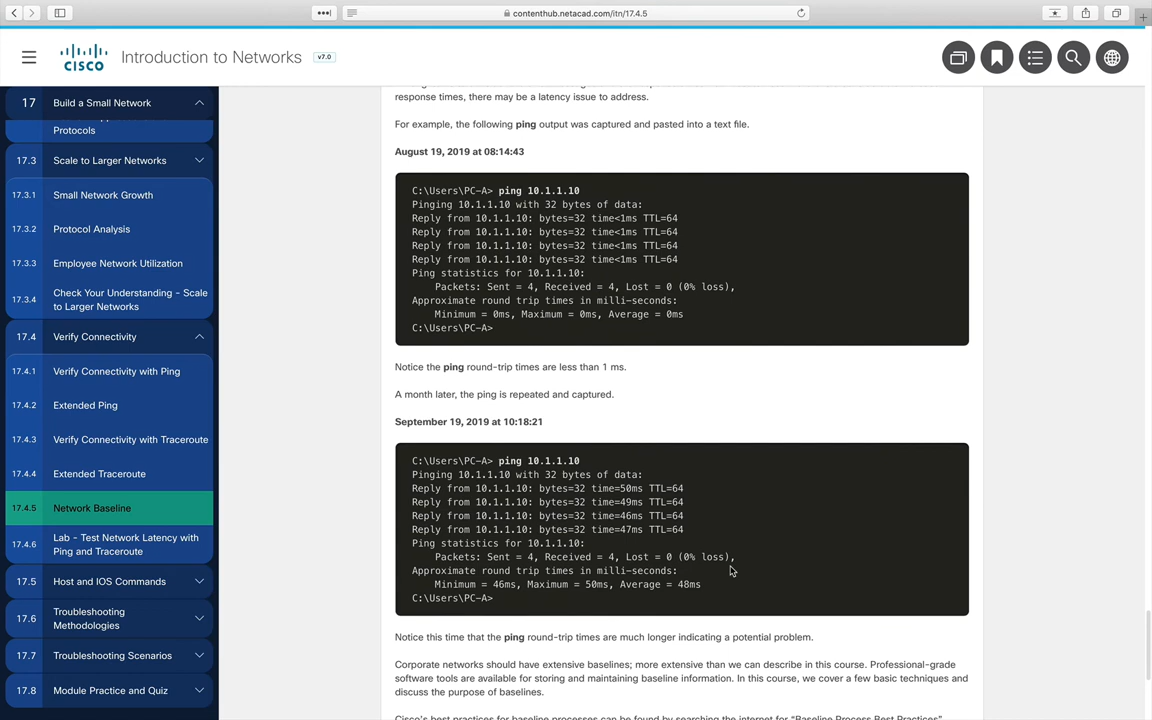 contenthub.netacad.com/itn/17.4.5
CISCO
Introduction to Networks
v7.0
17 Build a Small Network
Protocols
17.3 Scale to Larger Networks
17.3.1 Small Network Growth
17.3.2 Protocol Analysis
17.3.3 Employee Network Utilization
17.3.4 Check Your Understanding - Scale
to Larger Networks
17.4 Verify Connectivity
17.4.1 Verify Connectivity with Ping
17.4.2 Extended Ping
17.4.3 Verify Connectivity with Traceroute
17.4.4 Extended Traceroute
17.4.5 Network Baseline
17.4.6 Lab - Test Network Latency with
Ping and Traceroute
17.5 Host and IOS Commands
17.6 Troubleshooting
Methodologies
17.7 Troubleshooting Scenarios
17.8 Module Practice and Quiz
response times, there may be a latency issue to address.
For example, the following ping output was captured and pasted into a text file.
August 19, 2019 at 08:14:43
C:\Users\PC-A> ping 10.1.1.10
Pinging 10.1.1.10 with 32 bytes of data:
Reply from 10.1.1.10: bytes=32 time<1ms TTL=64
Reply from 10.1.1.10: bytes=32 time<1ms TTL=64
Reply from 10.1.1.10: bytes=32 time<1ms TTL=64
Reply from 10.1.1.10: bytes=32 time<1ms TTL=64
Ping statistics for 10.1.1.10:
Packets: Sent = 4, Received = 4, Lost = 0 (0% loss),
Approximate round trip times in milli-seconds:
Minimum = 0ms, Maximum = 0ms, Average = 0ms
C:\Users\PC-A>
Notice the ping round-trip times are less than 1 ms.
A month later, the ping is repeated and captured.
September 19, 2019 at 10:18:21
C:\Users\PC-A> ping 10.1.1.10
Pinging 10.1.1.10 with 32 bytes of data:
Reply from 10.1.1.10: bytes=32 time=50ms TTL=64
Reply from 10.1.1.10: bytes=32 time=49ms TTL=64
Reply from 10.1.1.10: bytes=32 time=46ms TTL=64
Reply from 10.1.1.10: bytes=32 time=47ms TTL=64
Ping statistics for 10.1.1.10:
Packets: Sent = 4, Received = 4, Lost = 0 (0% loss),
Approximate round trip times in milli-seconds:
Minimum = 46ms, Maximum = 50ms, Average = 48ms
C:\Users\PC-A>
Notice this time that the ping round-trip times are much longer indicating a potential problem.
Corporate networks should have extensive baselines; more extensive than we can describe in this course. Professional-grade
software tools are available for storing and maintaining baseline information. In this course, we cover a few basic techniques and
discuss the purpose of baselines.
Cisco's best practices for baseline processes can be found by searching the internet for "Baseline Process Best Practices".